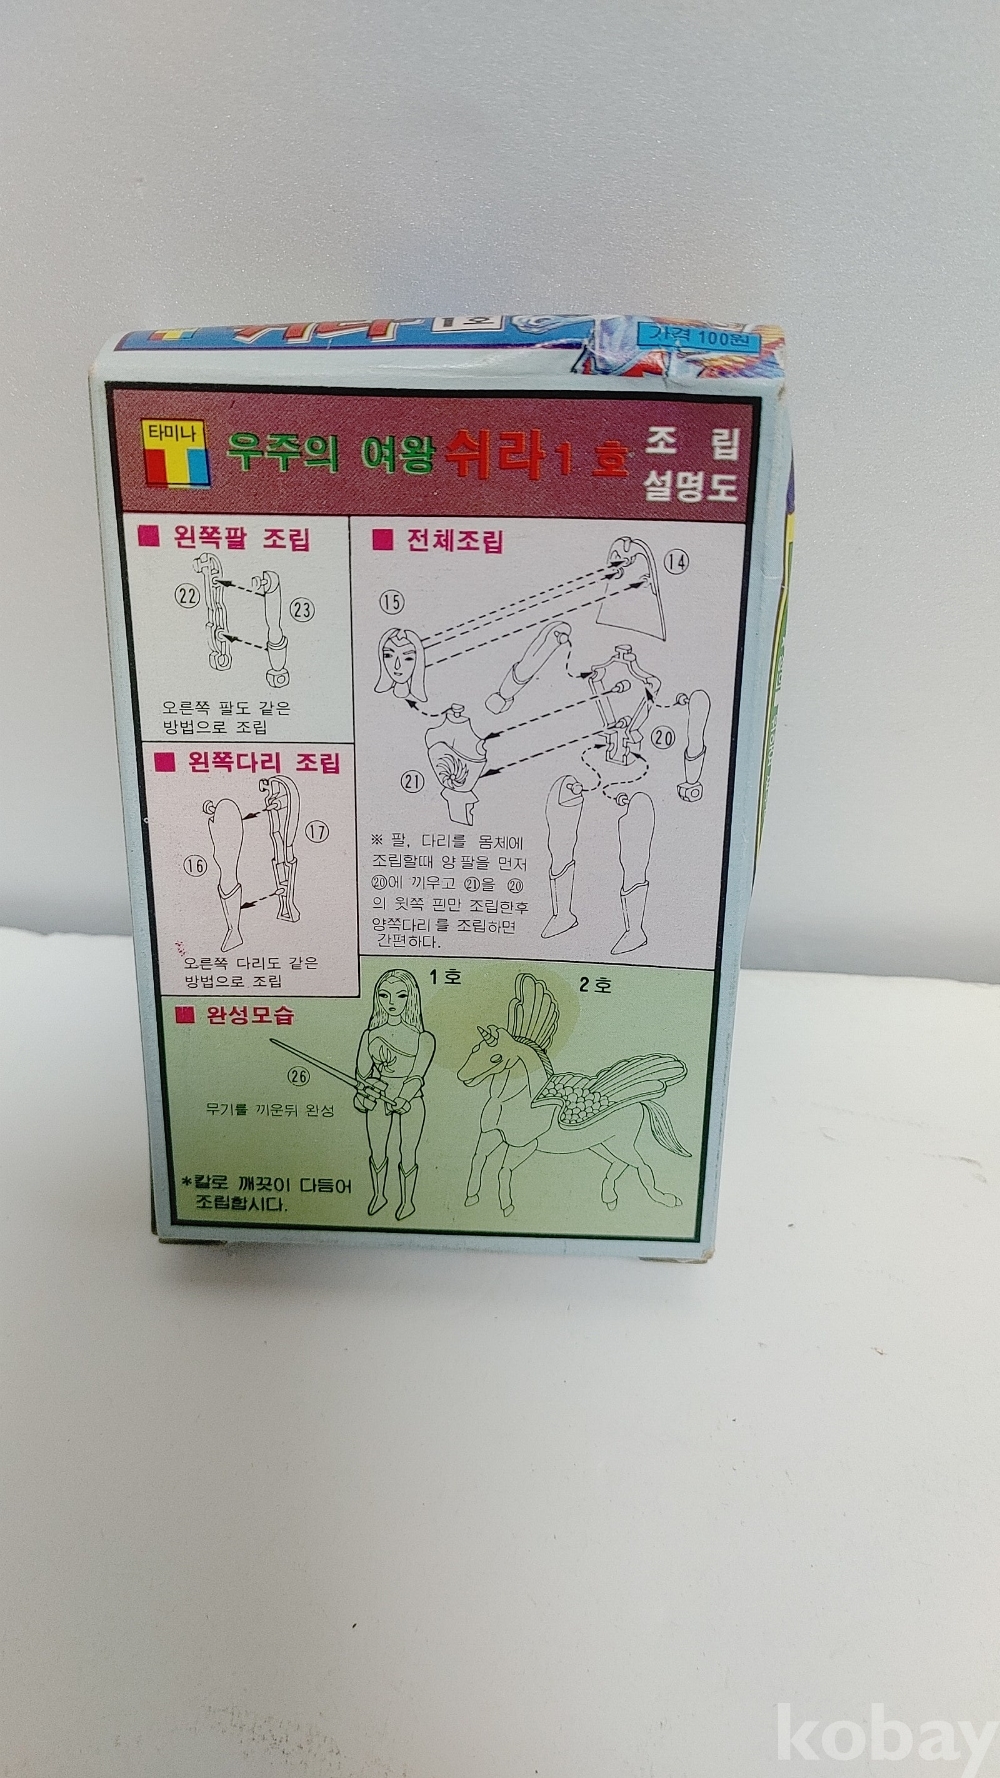 1호
가격 100원
타미나
우주의 여왕 쉬라 1 호
조 립
설명도
■ 왼쪽팔 조립
22
23
오른쪽 팔도 같은
방법으로 조립
■ 왼쪽다리 조립
16
17
오른쪽 다리도 같은
방법으로 조립
■ 전체조립
14
15
20
21
※ 팔, 다리를 몸체에
조립할때 양 팔을 먼저
⑳에 끼우고 ㉑을 ⑳
의 윗쪽 핀만 조립한후
양쪽다리를 조립하면
간편하다.
■ 완성모습
1호
2호
26
무기를 끼운뒤 완성
*칼로 깨끗이 다듬어
조립합시다.
kobay